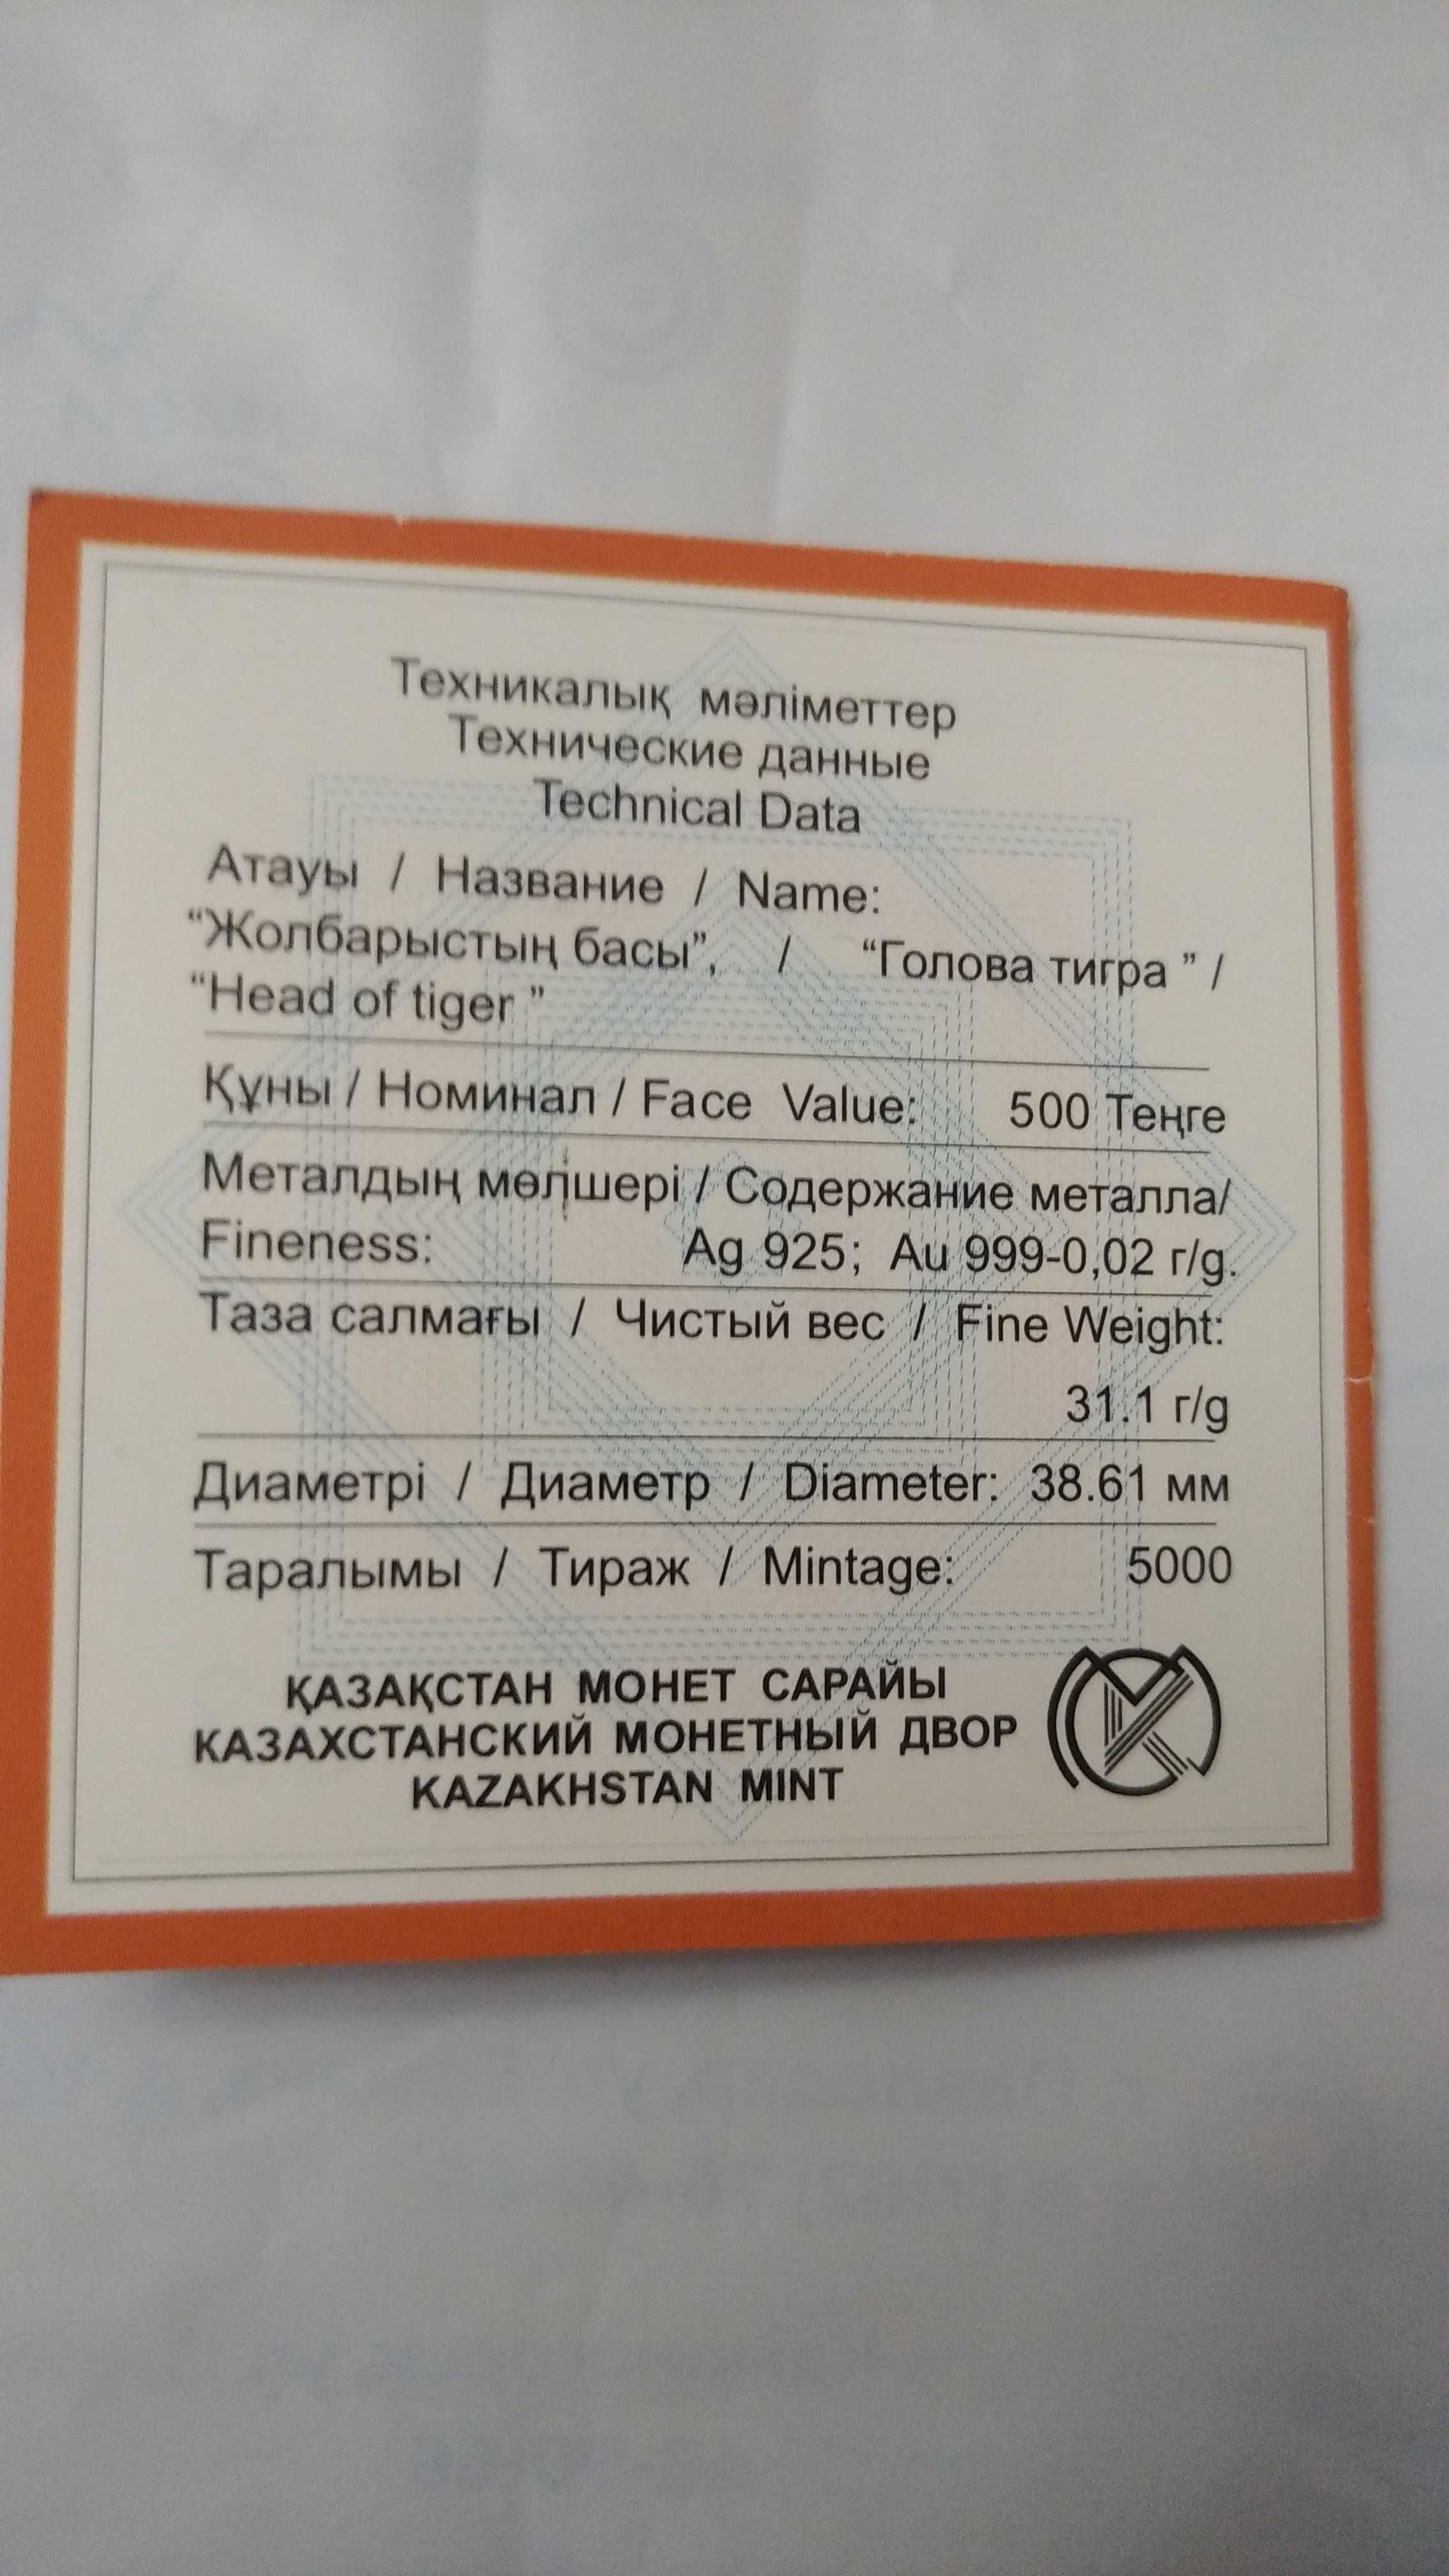 Техникалық мәліметтер
Технические данные
Technical Data
Атауы / Название / Name:
“Жолбарыстың басы”, / “Голова тигра ” /
“Head of tiger ”
Құны / Номинал / Face Value: 500 Теңге
Металдың мөлшері / Содержание металла/
Fineness: Ag 925; Au 999-0,02 г/g.
Таза салмағы / Чистый вес / Fine Weight:
31.1 г/g
Диаметрі / Диаметр / Diameter: 38.61 мм
Таралымы / Тираж / Mintage: 5000
ҚАЗАҚСТАН МОНЕТ САРАЙЫ
КАЗАХСТАНСКИЙ МОНЕТНЫЙ ДВОР
KAZAKHSTAN MINT